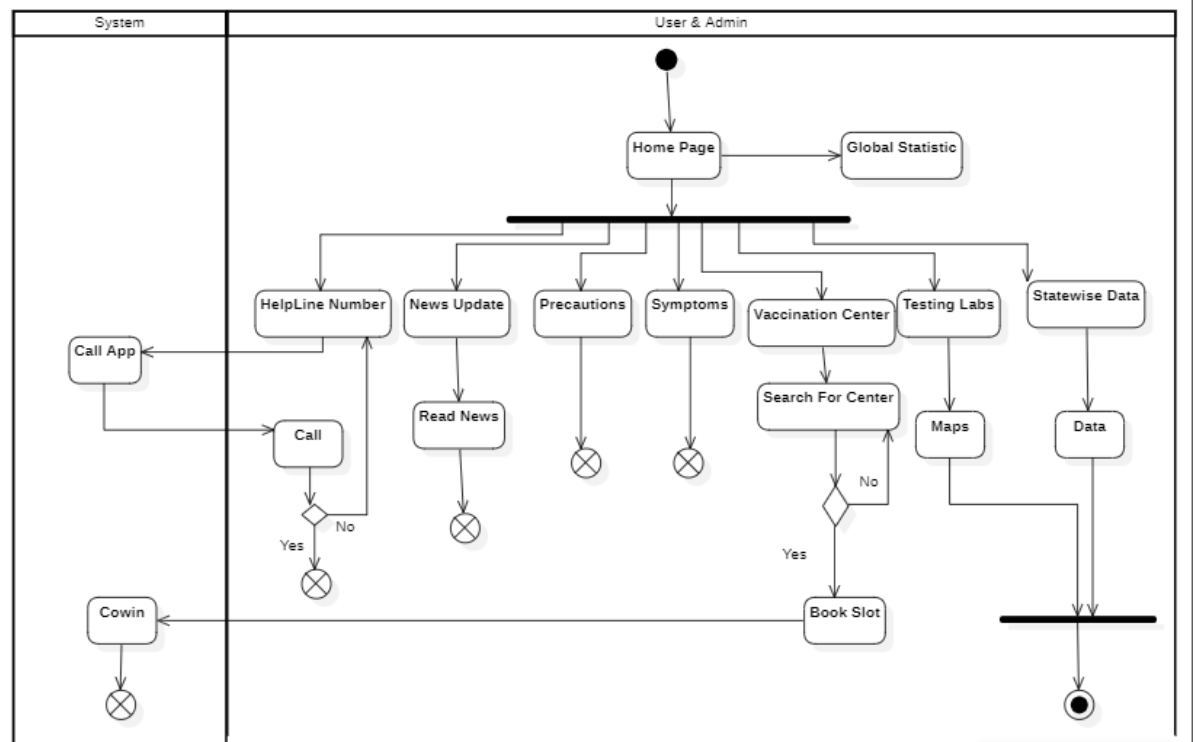 System
User & Admin
Home Page
Global Statistic
HelpLine Number
News Update
Precautions
Symptoms
Vaccination Center
Testing Labs
Statewise Data
Call App
Search For Center
Read News
Call
Maps
Data
No
No
Yes
Yes
Cowin
Book Slot